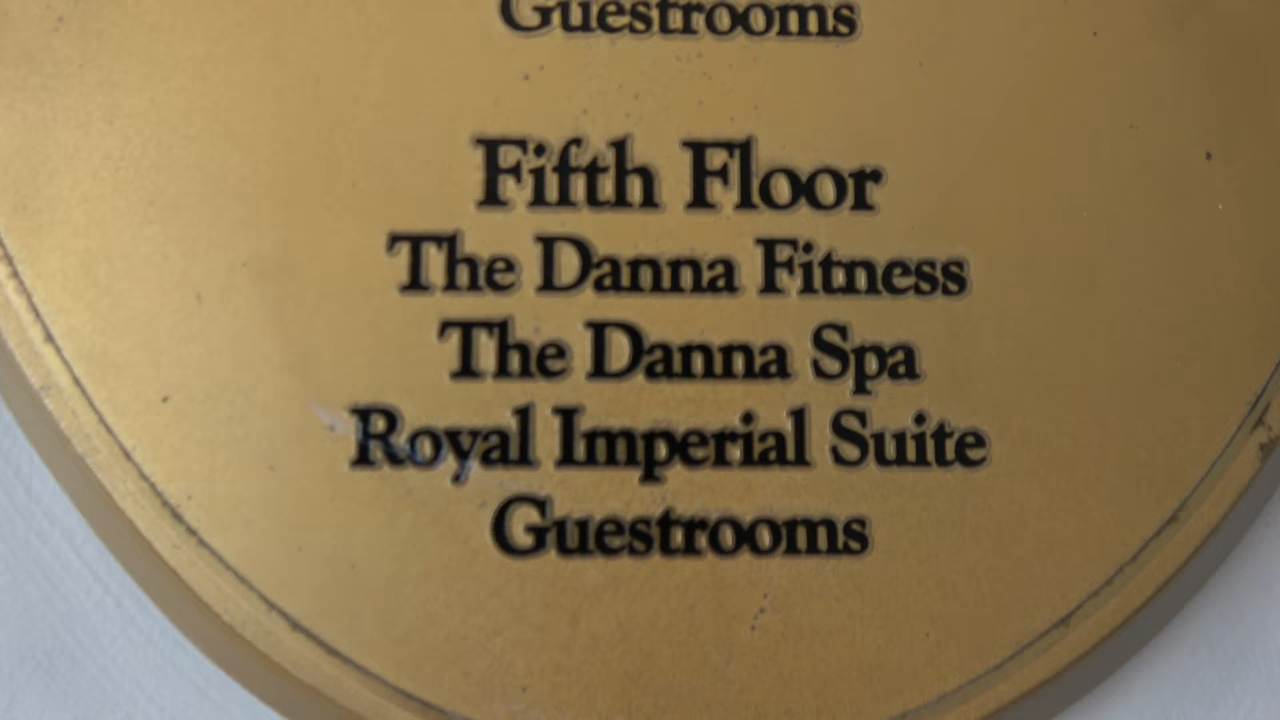 Guestrooms
Fifth Floor
The Danna Fitness
The Danna Spa
Royal Imperial Suite
Guestrooms